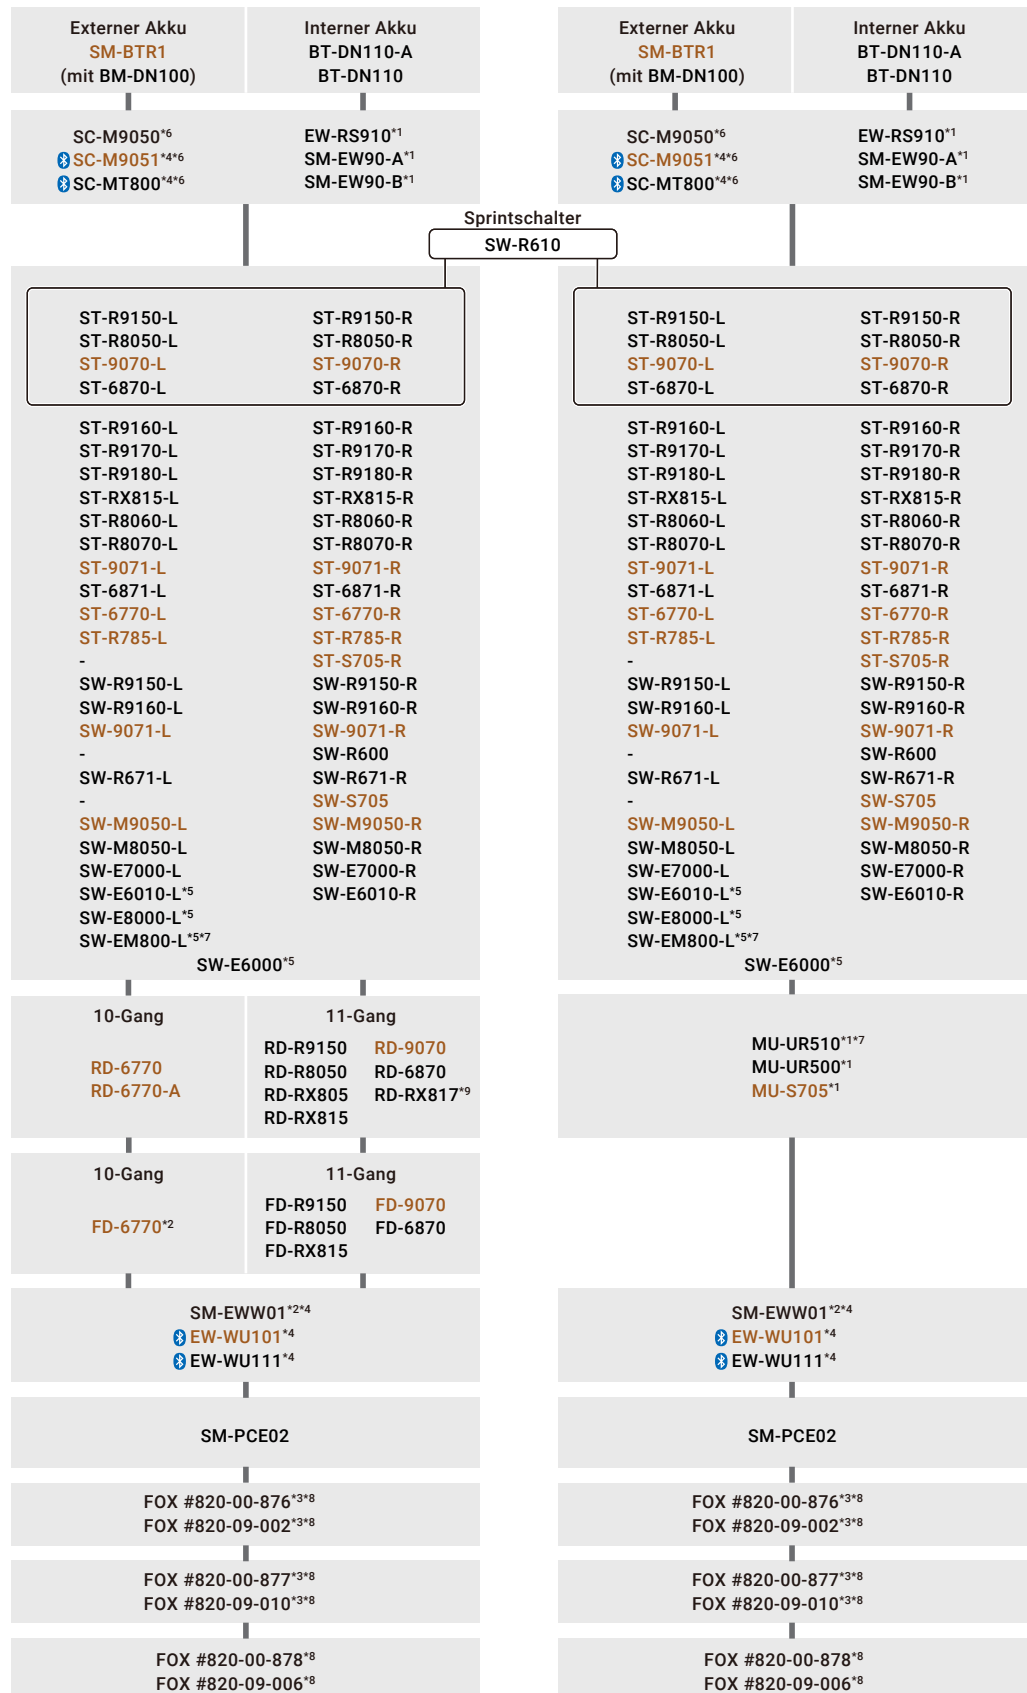 Externer Akku
SM-BTR1
(mit BM-DN100)
Interner Akku
BT-DN110-A
BT-DN110
SC-M9050*6
SC-M9051*4*6
SC-MT800*4*6
EW-RS910*1
SM-EW90-A*1
SM-EW90-B*1
Externer Akku
SM-BTR1
(mit BM-DN100)
Interner Akku
BT-DN110-A
BT-DN110
SC-M9050*6
SC-M9051*4*6
SC-MT800*4*6
EW-RS910*1
SM-EW90-A*1
SM-EW90-B*1
Sprintschalter
SW-R610
ST-R9150-L ST-R9150-R
ST-R8050-L ST-R8050-R
ST-9070-L ST-9070-R
ST-6870-L ST-6870-R
ST-R9160-L ST-R9160-R
ST-R9170-L ST-R9170-R
ST-R9180-L ST-R9180-R
ST-RX815-L ST-RX815-R
ST-R8060-L ST-R8060-R
ST-R8070-L ST-R8070-R
ST-9071-L ST-9071-R
ST-6871-L ST-6871-R
ST-6770-L ST-6770-R
ST-R785-L ST-R785-R
- ST-S705-R
SW-R9150-L SW-R9150-R
SW-R9160-L SW-R9160-R
SW-9071-L SW-9071-R
- SW-R600
SW-R671-L SW-R671-R
- SW-S705
SW-M9050-L SW-M9050-R
SW-M8050-L SW-M8050-R
SW-E7000-L SW-E7000-R
SW-E6010-L*5 SW-E6010-R
SW-E8000-L*5
SW-EM800-L*5*7
SW-E6000*5
10-Gang
RD-6770
RD-6770-A
11-Gang
RD-R9150 RD-9070
RD-R8050 RD-6870
RD-RX805 RD-RX817*9
RD-RX815
10-Gang
FD-6770*2
11-Gang
FD-R9150 FD-9070
FD-R8050 FD-6870
FD-RX815
SM-EWW01*2*4
EW-WU101*4
EW-WU111*4
SM-PCE02
FOX #820-00-876*3*8
FOX #820-09-002*3*8
FOX #820-00-877*3*8
FOX #820-09-010*3*8
FOX #820-00-878*8
FOX #820-09-006*8
ST-R9150-L ST-R9150-R
ST-R8050-L ST-R8050-R
ST-9070-L ST-9070-R
ST-6870-L ST-6870-R
ST-R9160-L ST-R9160-R
ST-R9170-L ST-R9170-R
ST-R9180-L ST-R9180-R
ST-RX815-L ST-RX815-R
ST-R8060-L ST-R8060-R
ST-R8070-L ST-R8070-R
ST-9071-L ST-9071-R
ST-6871-L ST-6871-R
ST-6770-L ST-6770-R
ST-R785-L ST-R785-R
- ST-S705-R
SW-R9150-L SW-R9150-R
SW-R9160-L SW-R9160-R
SW-9071-L SW-9071-R
- SW-R600
SW-R671-L SW-R671-R
- SW-S705
SW-M9050-L SW-M9050-R
SW-M8050-L SW-M8050-R
SW-E7000-L SW-E7000-R
SW-E6010-L*5 SW-E6010-R
SW-E8000-L*5
SW-EM800-L*5*7
SW-E6000*5
MU-UR510*1*7
MU-UR500*1
MU-S705*1
SM-EWW01*2*4
EW-WU101*4
EW-WU111*4
SM-PCE02
FOX #820-00-876*3*8
FOX #820-09-002*3*8
FOX #820-00-877*3*8
FOX #820-09-010*3*8
FOX #820-00-878*8
FOX #820-09-006*8